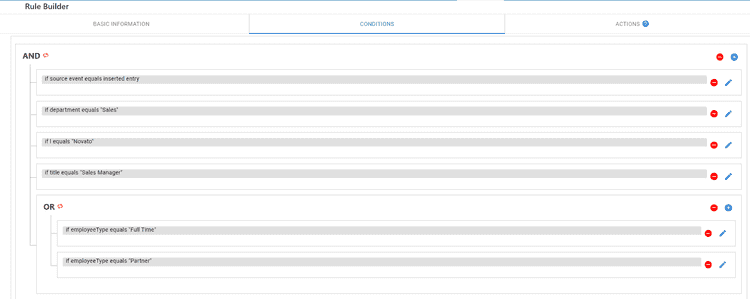 Rule Builder
BASIC INFORMATION
CONDITIONS
ACTIONS ?
AND
if source event equals inserted entry
if department equals "Sales"
if l equals "Novato"
if title equals "Sales Manager"
OR
if employeeType equals "Full Time"
if employeeType equals "Partner"